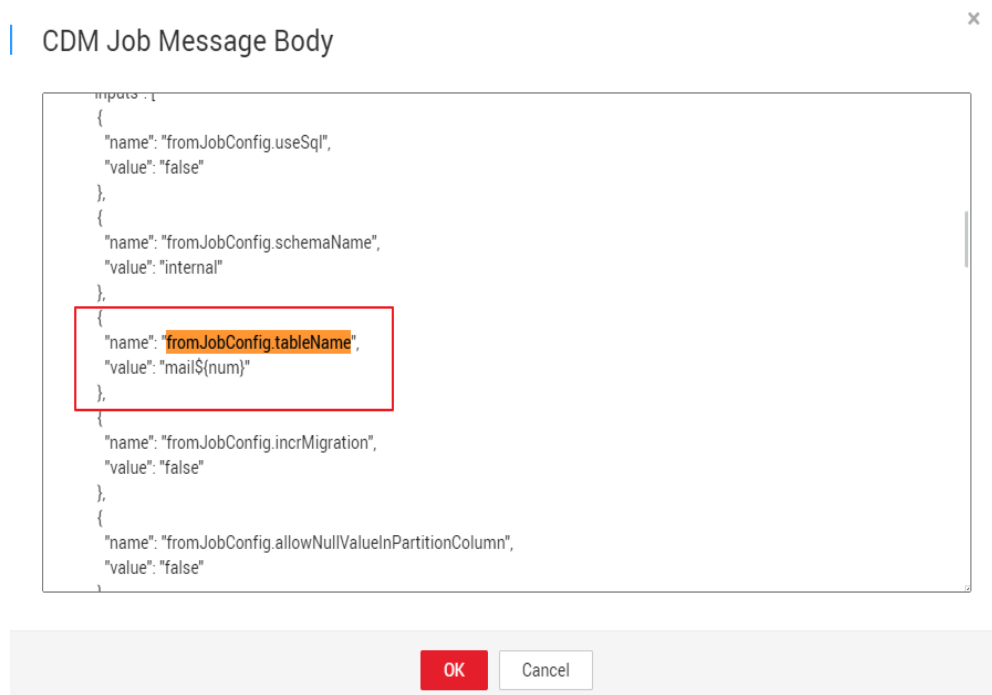 ×
CDM Job Message Body
"inputs": [
{
"name": "fromJobConfig.useSql",
"value": "false"
},
{
"name": "fromJobConfig.schemaName",
"value": "internal"
},
{
"name": "fromJobConfig.tableName",
"value": "mail${num}"
},
{
"name": "fromJobConfig.incrMigration",
"value": "false"
},
{
"name": "fromJobConfig.allowNullValueInPartitionColumn",
"value": "false"
}
OK Cancel